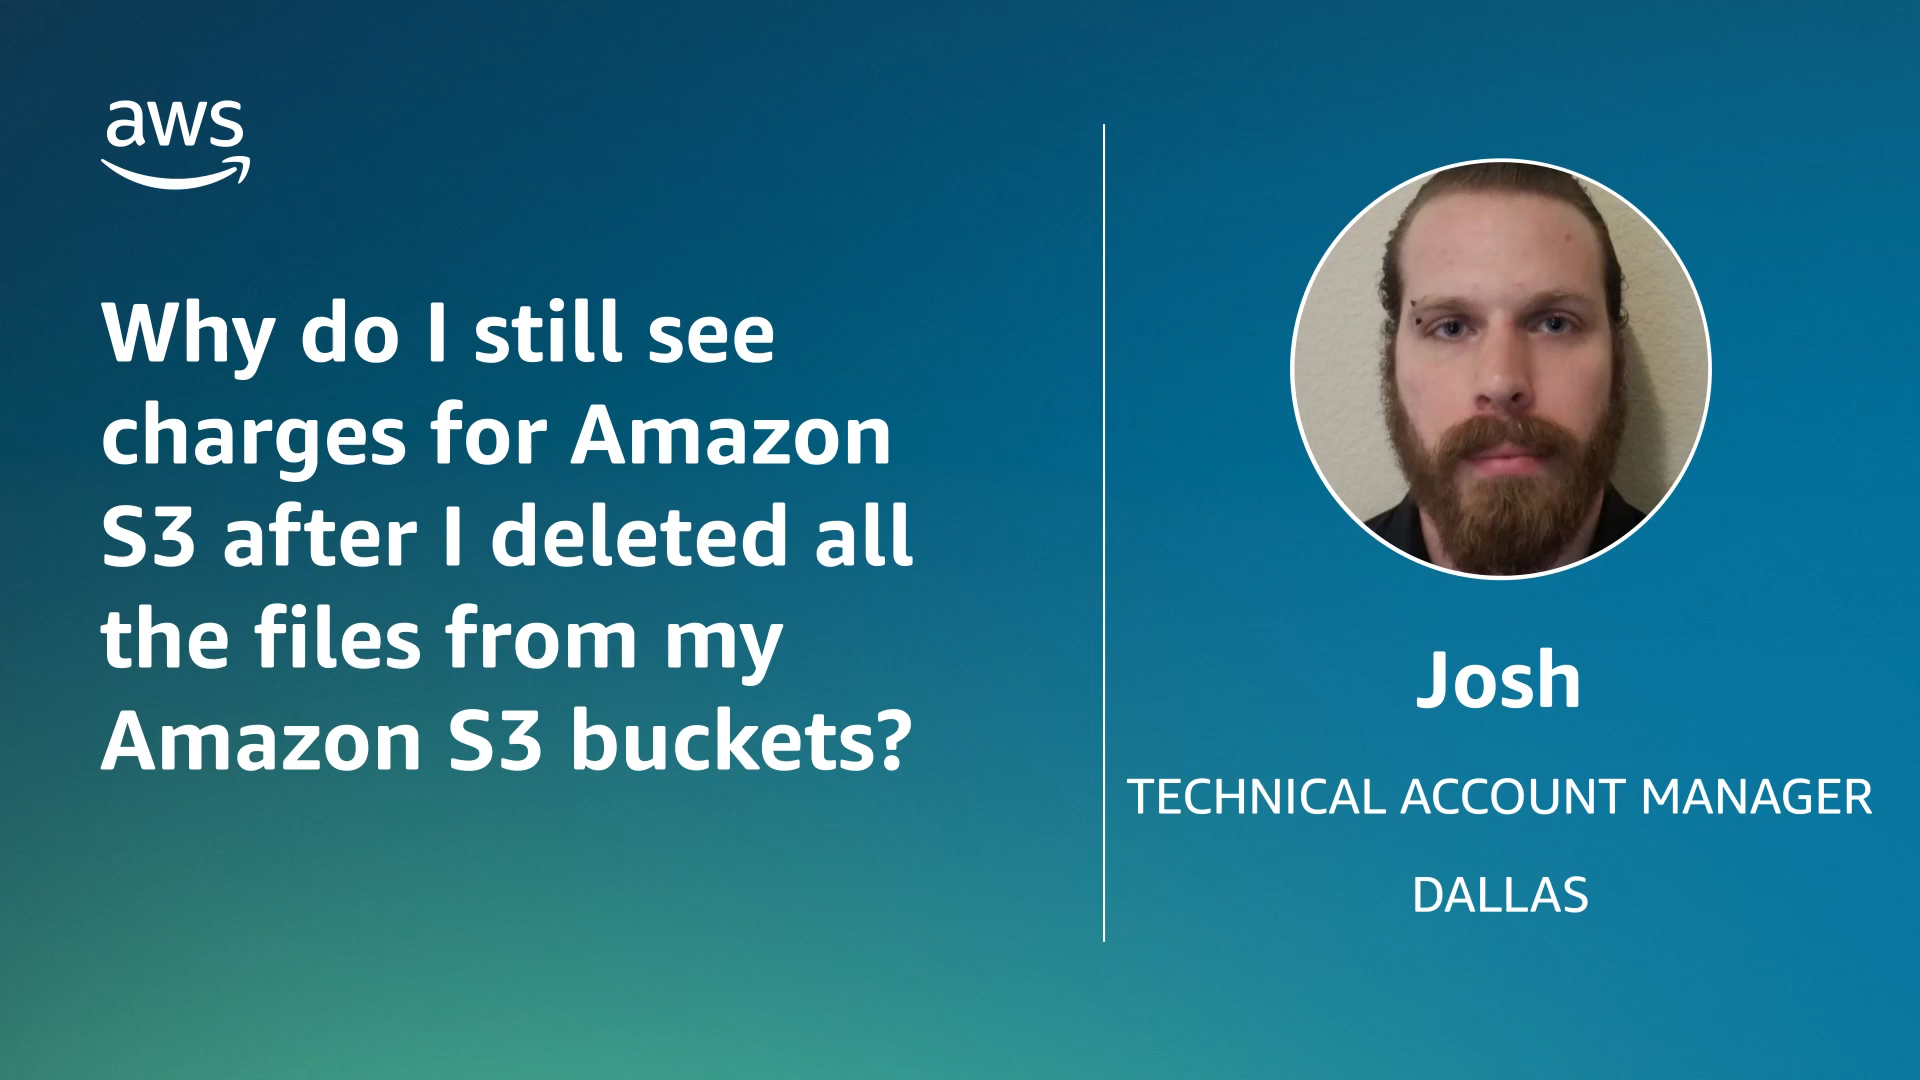 aws
Why do I still see
charges for Amazon
S3 after I deleted all
the files from my
Amazon S3 buckets?
Josh
TECHNICAL ACCOUNT MANAGER
DALLAS